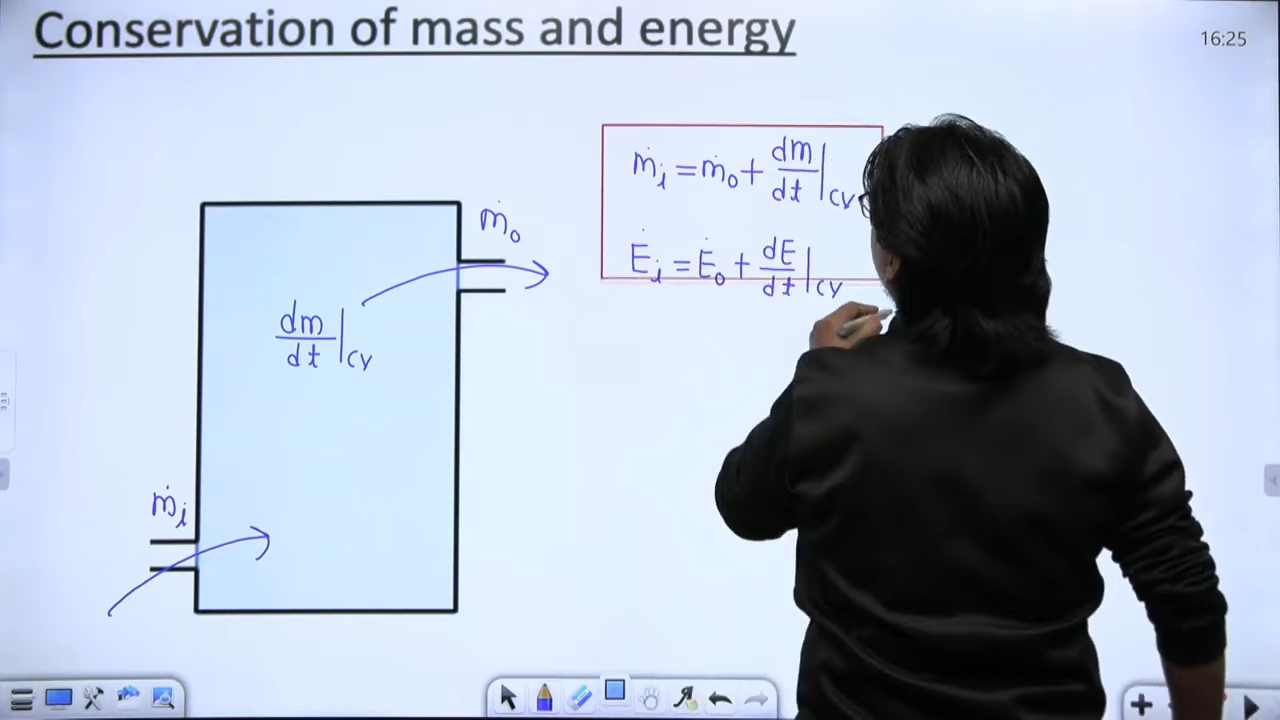 Conservation of mass and energy
16:25
ṁᵢ = ṁₒ + dm/dt|CV
Ėᵢ = Ėₒ + dE/dt|CV
ṁₒ
dm/dt|CV
ṁᵢ